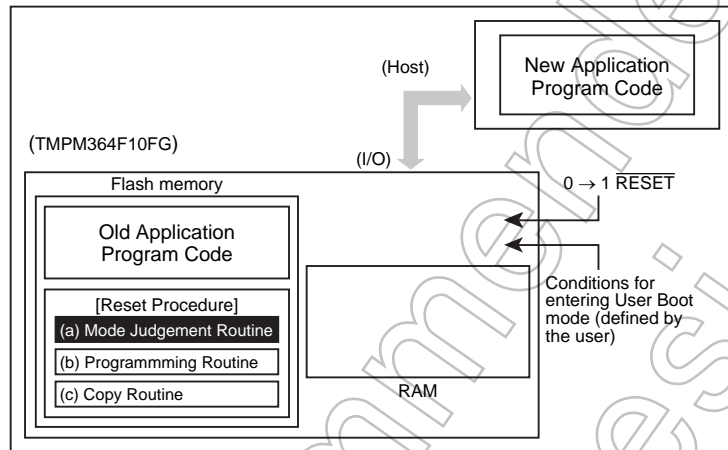 (Host)
New Application
Program Code
(TMPM364F10FG)
(I/O)
Flash memory
0 → 1 RESET
Old Application
Program Code
[Reset Procedure]
(a) Mode Judgement Routine
(b) Programmming Routine
(c) Copy Routine
RAM
Conditions for
entering User Boot
mode (defined by
the user)